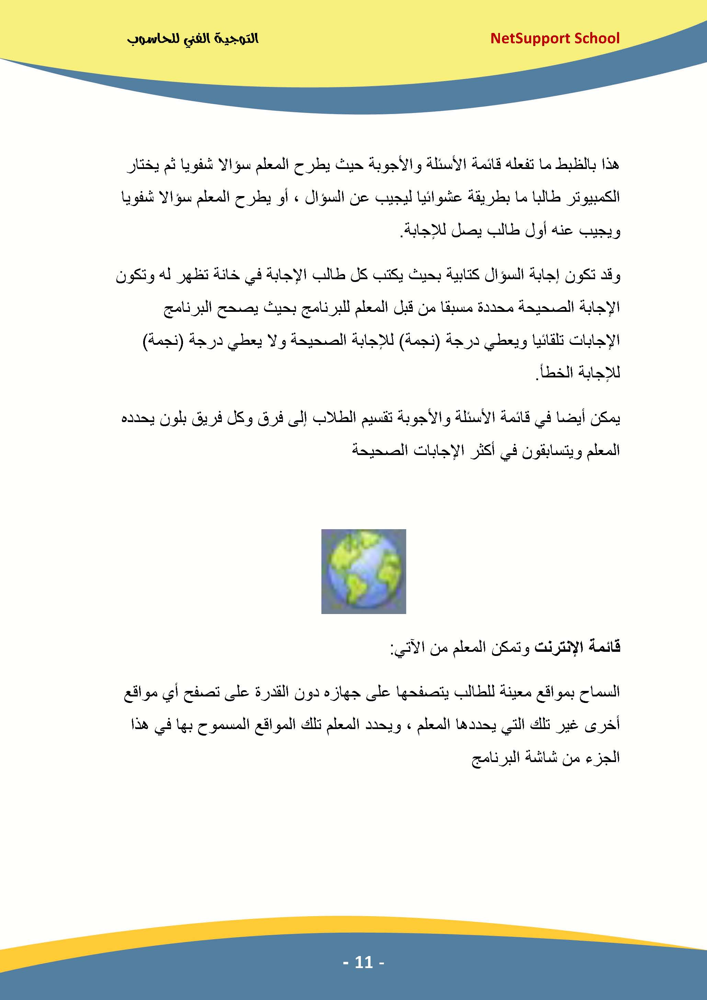 NetSupport School
التوجية الفني للحاسوب
هذا بالظبط ما تفعله قائمة الأسئلة والأجوبة حيث يطرح المعلم سؤالا شفويا ثم يختار
الكمبيوتر طالبا ما بطريقة عشوائيا ليجيب عن السؤال ، أو يطرح المعلم سؤالا شفويا
ويجيب عنه أول طالب يصل للإجابة.
وقد تكون إجابة السؤال كتابية بحيث يكتب كل طالب الإجابة في خانة تظهر له وتكون
الإجابة الصحيحة محددة مسبقا من قبل المعلم للبرنامج بحيث يصحح البرنامج
الإجابات تلقائيا ويعطي درجة (نجمة) للإجابة الصحيحة ولا يعطي درجة (نجمة)
للإجابة الخطأ.
يمكن أيضا في قائمة الأسئلة والأجوبة تقسيم الطلاب إلى فرق وكل فريق بلون يحدده
المعلم ويتسابقون في أكثر الإجابات الصحيحة
قائمة الإنترنت وتمكن المعلم من الآتي:
السماح بمواقع معينة للطالب يتصفحها على جهازه دون القدرة على تصفح أي مواقع
أخرى غير تلك التي يحددها المعلم ، ويحدد المعلم تلك المواقع المسموح بها في هذا
الجزء من شاشة البرنامج
- 11 -